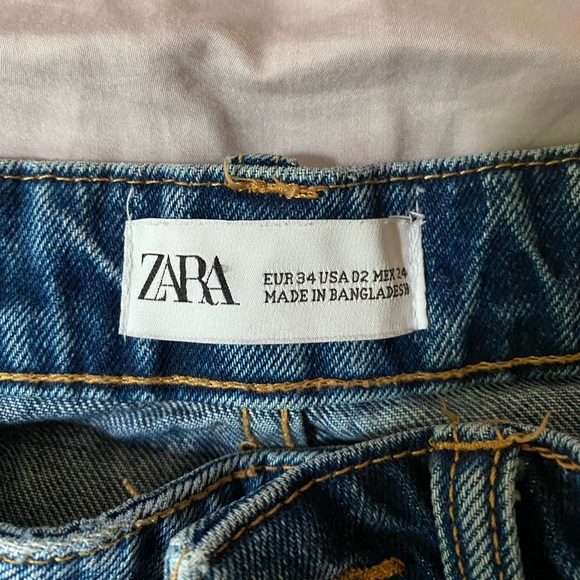 ZARA
EUR 34 USA 02 MEX 24
MADE IN BANGLADESH